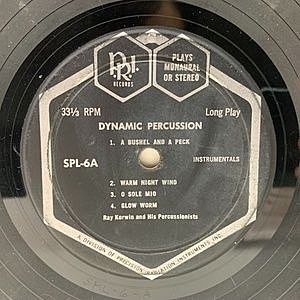 P.R.I.
RECORDS
PLAYS
MONAURAL
OR STEREO
33⅓ RPM
Long Play
DYNAMIC PERCUSSION
1. A BUSHEL AND A PECK
SPL-6A
INSTRUMENTALS
2. WARM NIGHT WIND
3. O SOLE MIO
4. GLOW WORM
Ray Korwin and His Percussionists
A DIVISION OF PRECISION RADIATION INSTRUMENTS INC.